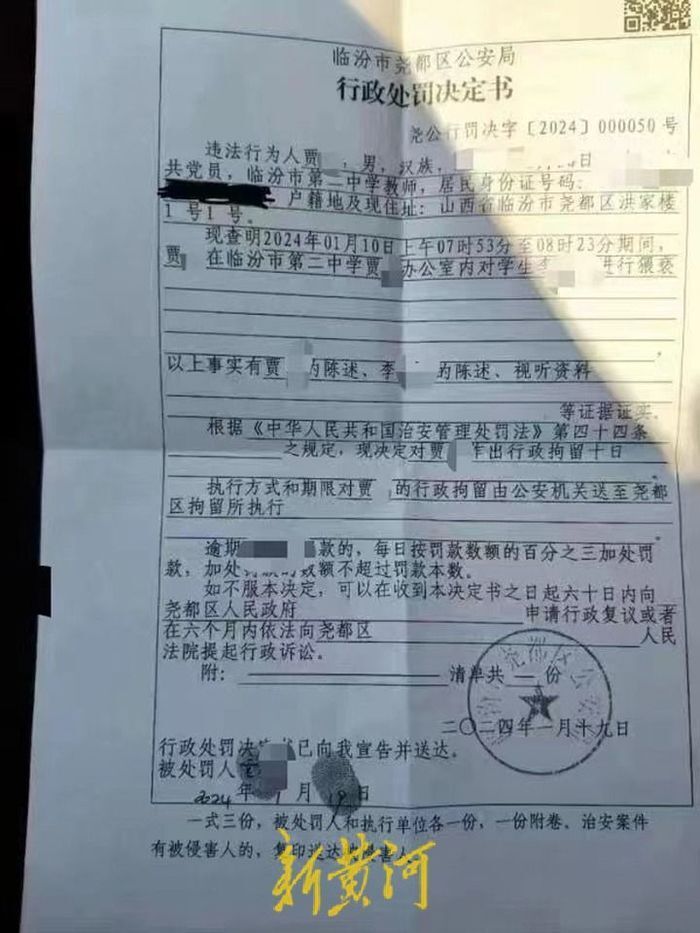 临汾市尧都区公安局
行政处罚决定书
尧公行罚决字〔2024〕000050号
违法行为人贾 ，男，汉族， 日
共党员，临汾市第二中学教师，居民身份证号码：
户籍地及现住址：山西省临汾市尧都区洪家楼
1号1号。
现查明2024年01月10日上午07时53分至08时23分期间，
贾 在临汾市第二中学贾 办公室内对学生李 进行猥亵
以上事实有贾 的陈述、李 的陈述、视听资料
等证据证实。
根据《中华人民共和国治安管理处罚法》第四十四条
之规定，现决定对贾 作出行政拘留十日
执行方式和期限对贾 的行政拘留由公安机关送至尧都
区拘留所执行
逾期 款的，每日按罚款数额的百分之三加处罚
款，加处 的数额不超过罚款本数。
如不服本决定，可以在收到本决定书之日起六十日内向
尧都区人民政府 申请行政复议或者
在六个月内依法向尧都区 人民
法院提起行政诉讼。
附： 清单共 份
二〇二四年一月十九日
行政处罚决定书已向我宣告并送达。
被处罚人
2024年1月19日
一式三份，被处罚人和执行单位各一份，一份附卷。治安案件
有被侵害人的，复印送达被侵害人。
新黄河